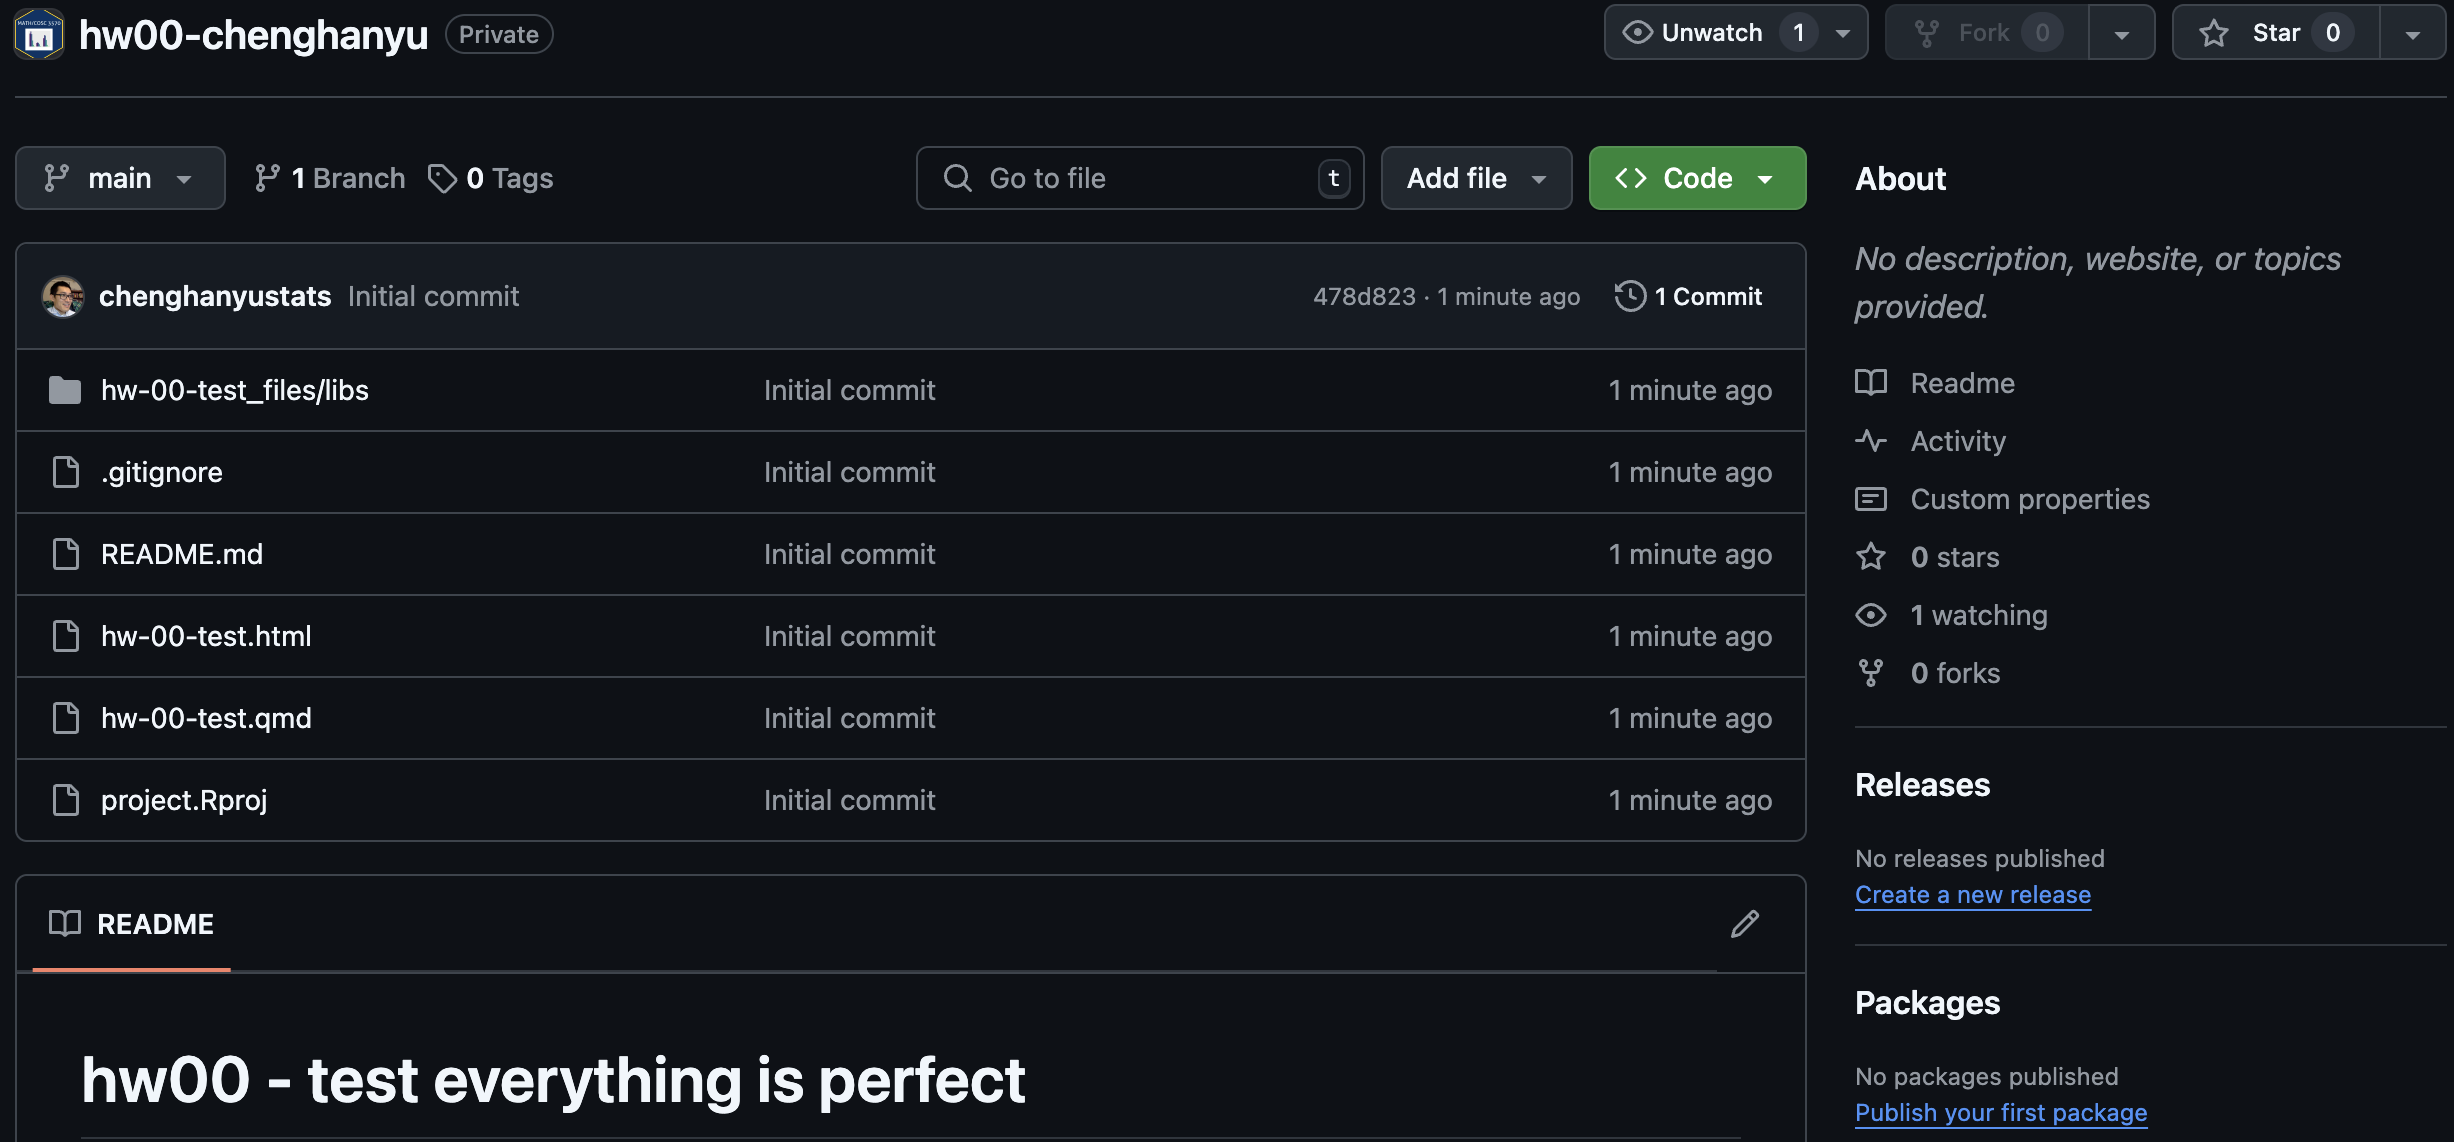 MATH/COSC 3570
hw00-chenghanyu Private
Unwatch 1
Fork 0
Star 0
main
1 Branch
0 Tags
Go to file t
Add file
Code
chenghanyustats Initial commit 478d823 · 1 minute ago 1 Commit
hw-00-test_files/libs Initial commit 1 minute ago
.gitignore Initial commit 1 minute ago
README.md Initial commit 1 minute ago
hw-00-test.html Initial commit 1 minute ago
hw-00-test.qmd Initial commit 1 minute ago
project.Rproj Initial commit 1 minute ago
README
hw00 - test everything is perfect
About
No description, website, or topics
provided.
Readme
Activity
Custom properties
0 stars
1 watching
0 forks
Releases
No releases published
Create a new release
Packages
No packages published
Publish your first package